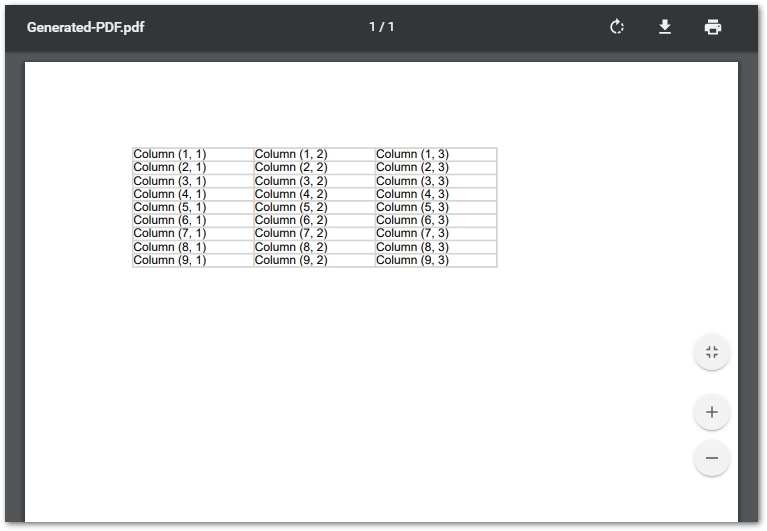 Generated-PDF.pdf
1 / 1
Column (1, 1) Column (1, 2) Column (1, 3)
Column (2, 1) Column (2, 2) Column (2, 3)
Column (3, 1) Column (3, 2) Column (3, 3)
Column (4, 1) Column (4, 2) Column (4, 3)
Column (5, 1) Column (5, 2) Column (5, 3)
Column (6, 1) Column (6, 2) Column (6, 3)
Column (7, 1) Column (7, 2) Column (7, 3)
Column (8, 1) Column (8, 2) Column (8, 3)
Column (9, 1) Column (9, 2) Column (9, 3)